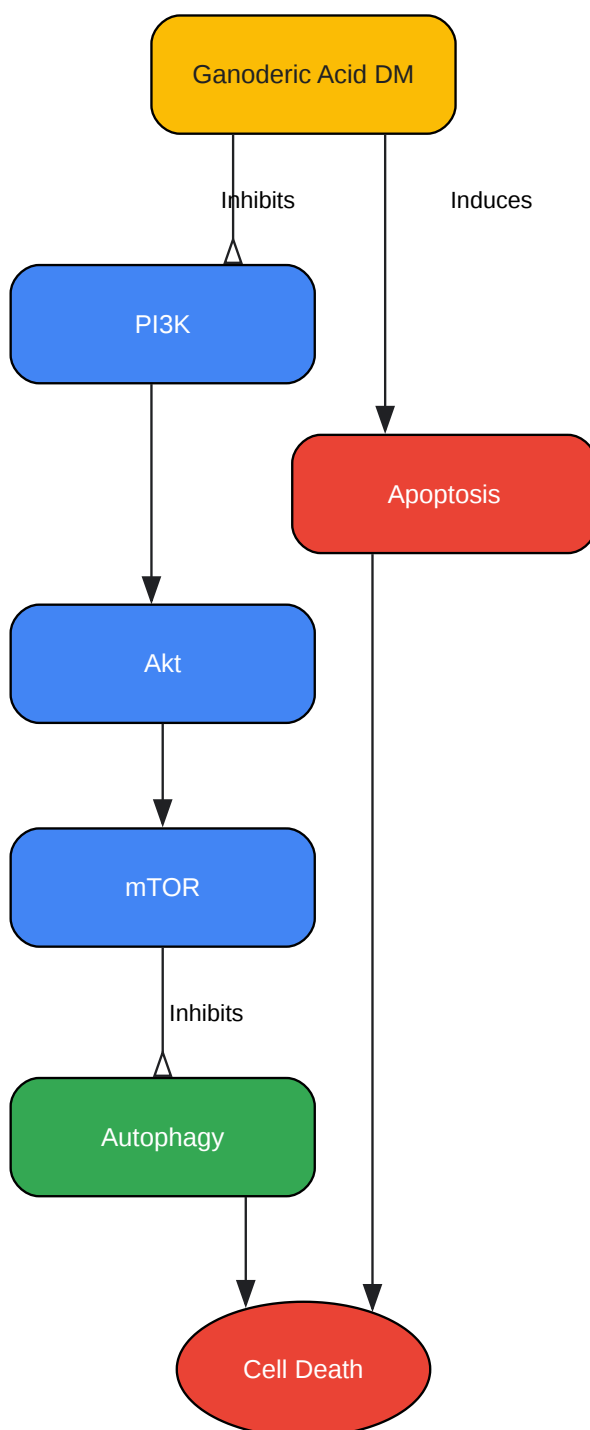 Ganoderic Acid DM
Inhibits
Induces
PI3K
Apoptosis
Akt
mTOR
Inhibits
Autophagy
Cell Death